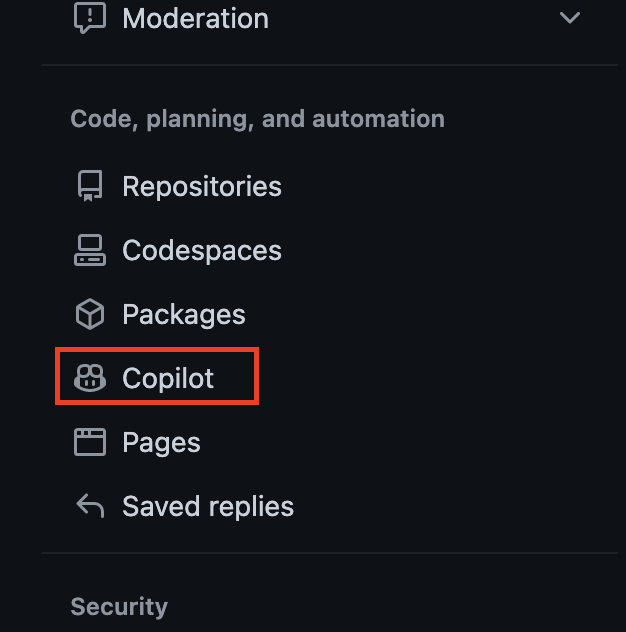 Moderation
Code, planning, and automation
Repositories
Codespaces
Packages
Copilot
Pages
Saved replies
Security